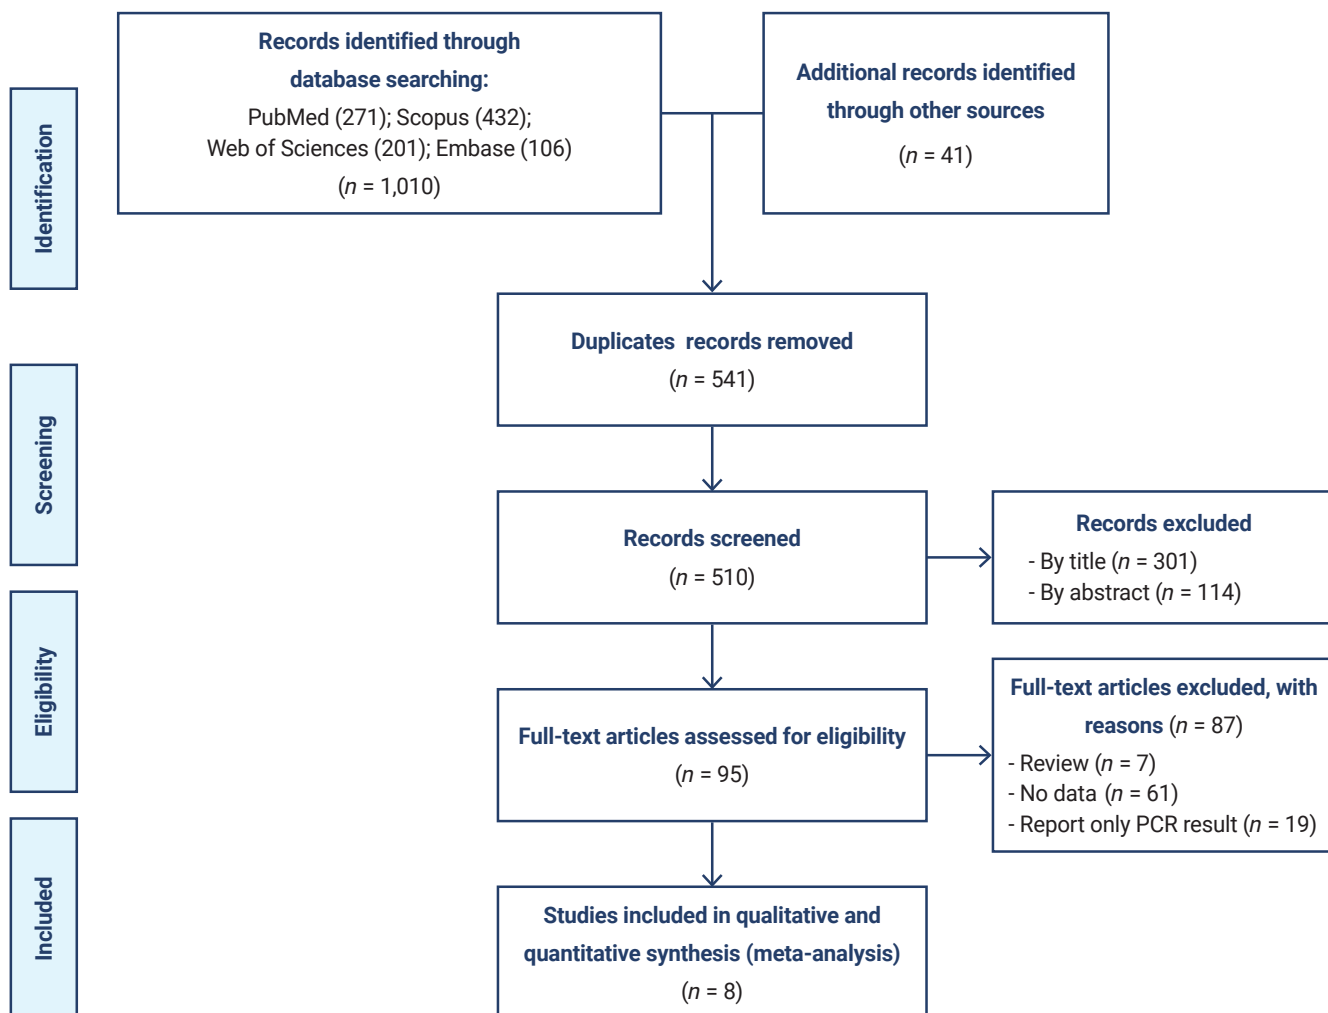 Identification
Records identified through
database searching:
PubMed (271); Scopus (432);
Web of Sciences (201); Embase (106)
(n = 1,010)
Additional records identified
through other sources
(n = 41)
Duplicates  records removed
(n = 541)
Screening
Records screened
(n = 510)
Records excluded
- By title (n = 301)
- By abstract (n = 114)
Eligibility
Full-text articles assessed for eligibility
(n = 95)
Full-text articles excluded, with
reasons (n = 87)
- Review (n = 7)
- No data (n = 61)
- Report only PCR result (n = 19)
Included
Studies included in qualitative and
quantitative synthesis (meta-analysis)
(n = 8)